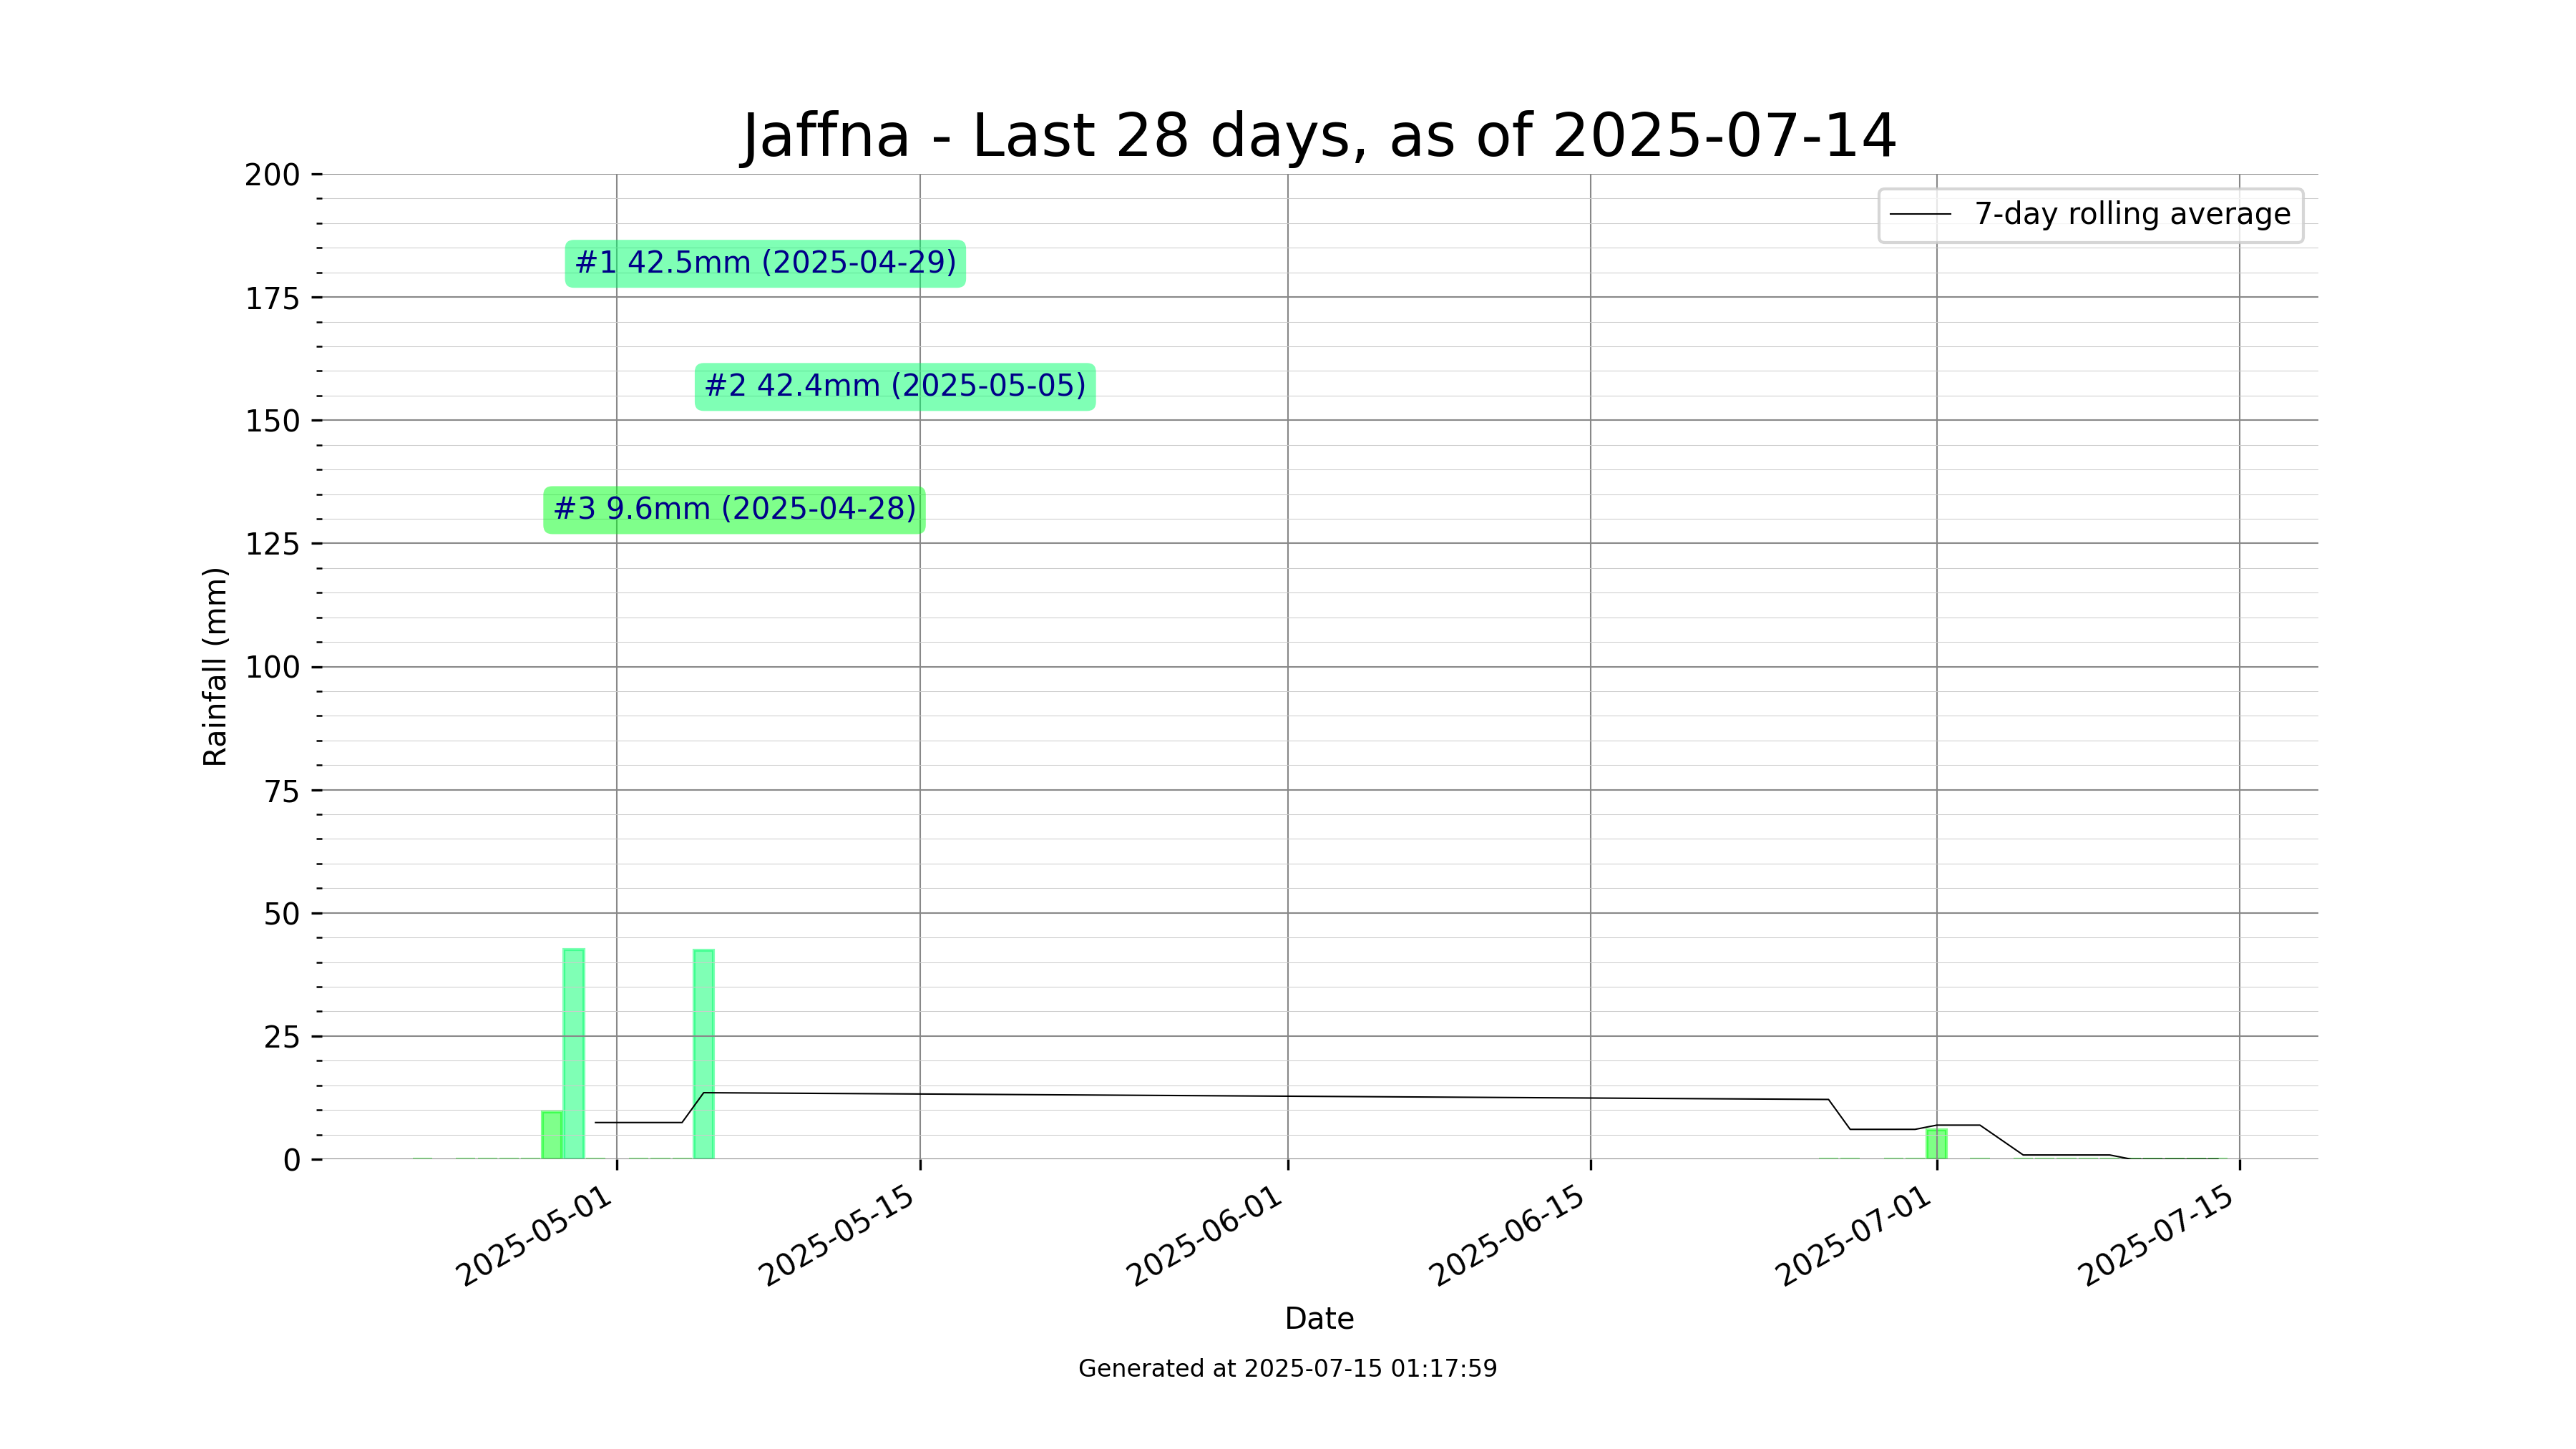 Jaffna - Last 28 days, as of 2025-07-14
200
175
150
125
100
75
50
25
0
Rainfall (mm)
7-day rolling average
#1 42.5mm (2025-04-29)
#2 42.4mm (2025-05-05)
#3 9.6mm (2025-04-28)
2025-05-01
2025-05-15
2025-06-01
2025-06-15
2025-07-01
2025-07-15
Date
Generated at 2025-07-15 01:17:59